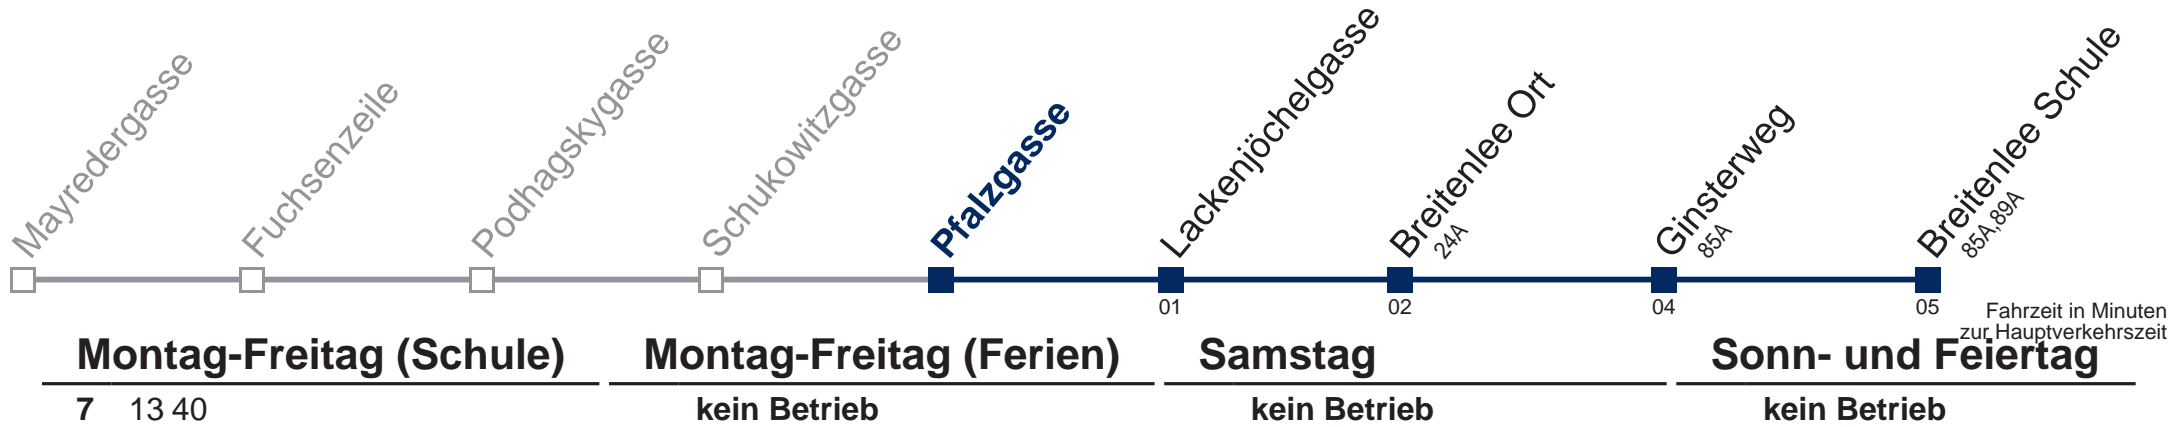 Mayredergasse
Fuchsenzeile
Podhagskygasse
Schukowitzgasse
Pfalzgasse
Lackenjöchelgasse
Breitenlee Ort
24A
Ginsterweg
85A
Breitenlee Schule
85A,89A
01
02
04
05
Fahrzeit in Minuten
zur Hauptverkehrszeit
Montag-Freitag (Schule)
Montag-Freitag (Ferien)
Samstag
Sonn- und Feiertag
7 13 40
kein Betrieb
kein Betrieb
kein Betrieb